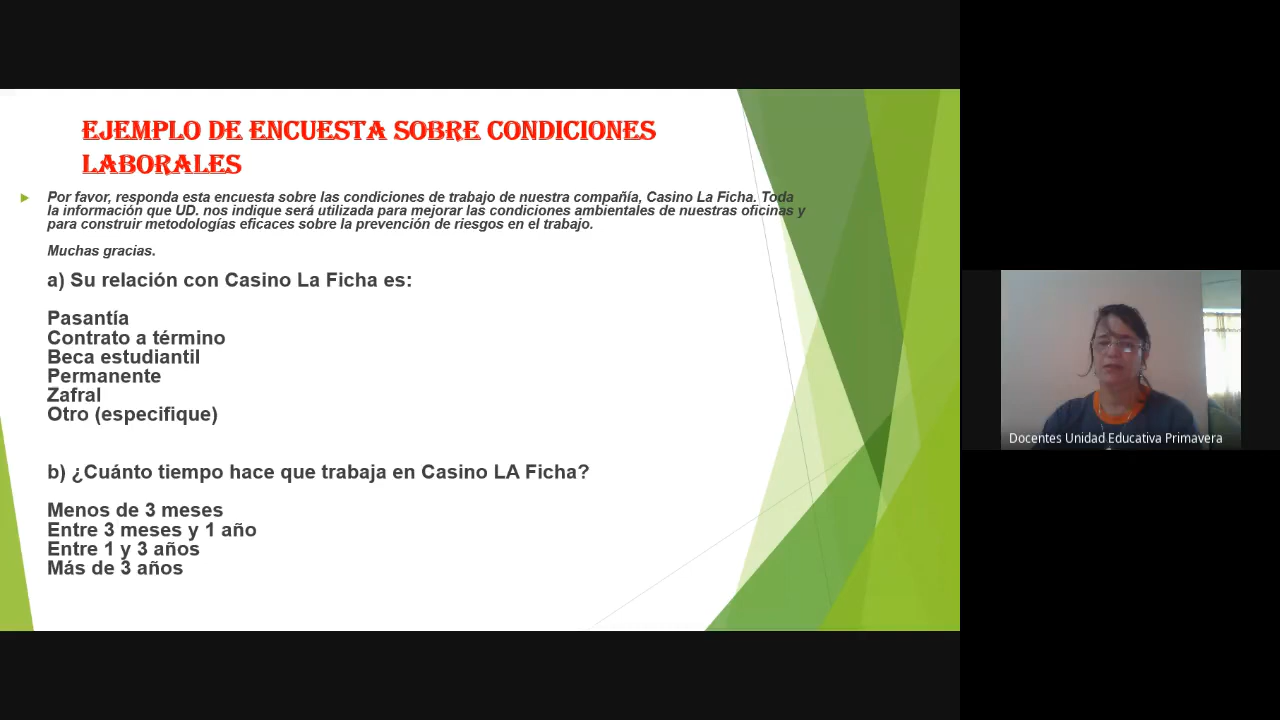 EJEMPLO DE ENCUESTA SOBRE CONDICIONES
LABORALES
Por favor, responda esta encuesta sobre las condiciones de trabajo de nuestra compañía, Casino La Ficha. Toda
la información que UD. nos indique será utilizada para mejorar las condiciones ambientales de nuestras oficinas y
para construir metodologías eficaces sobre la prevención de riesgos en el trabajo.
Muchas gracias.
a) Su relación con Casino La Ficha es:
Pasantía
Contrato a término
Beca estudiantil
Permanente
Zafral
Otro (especifique)
b) ¿Cuánto tiempo hace que trabaja en Casino LA Ficha?
Menos de 3 meses
Entre 3 meses y 1 año
Entre 1 y 3 años
Más de 3 años
Docentes Unidad Educativa Primavera